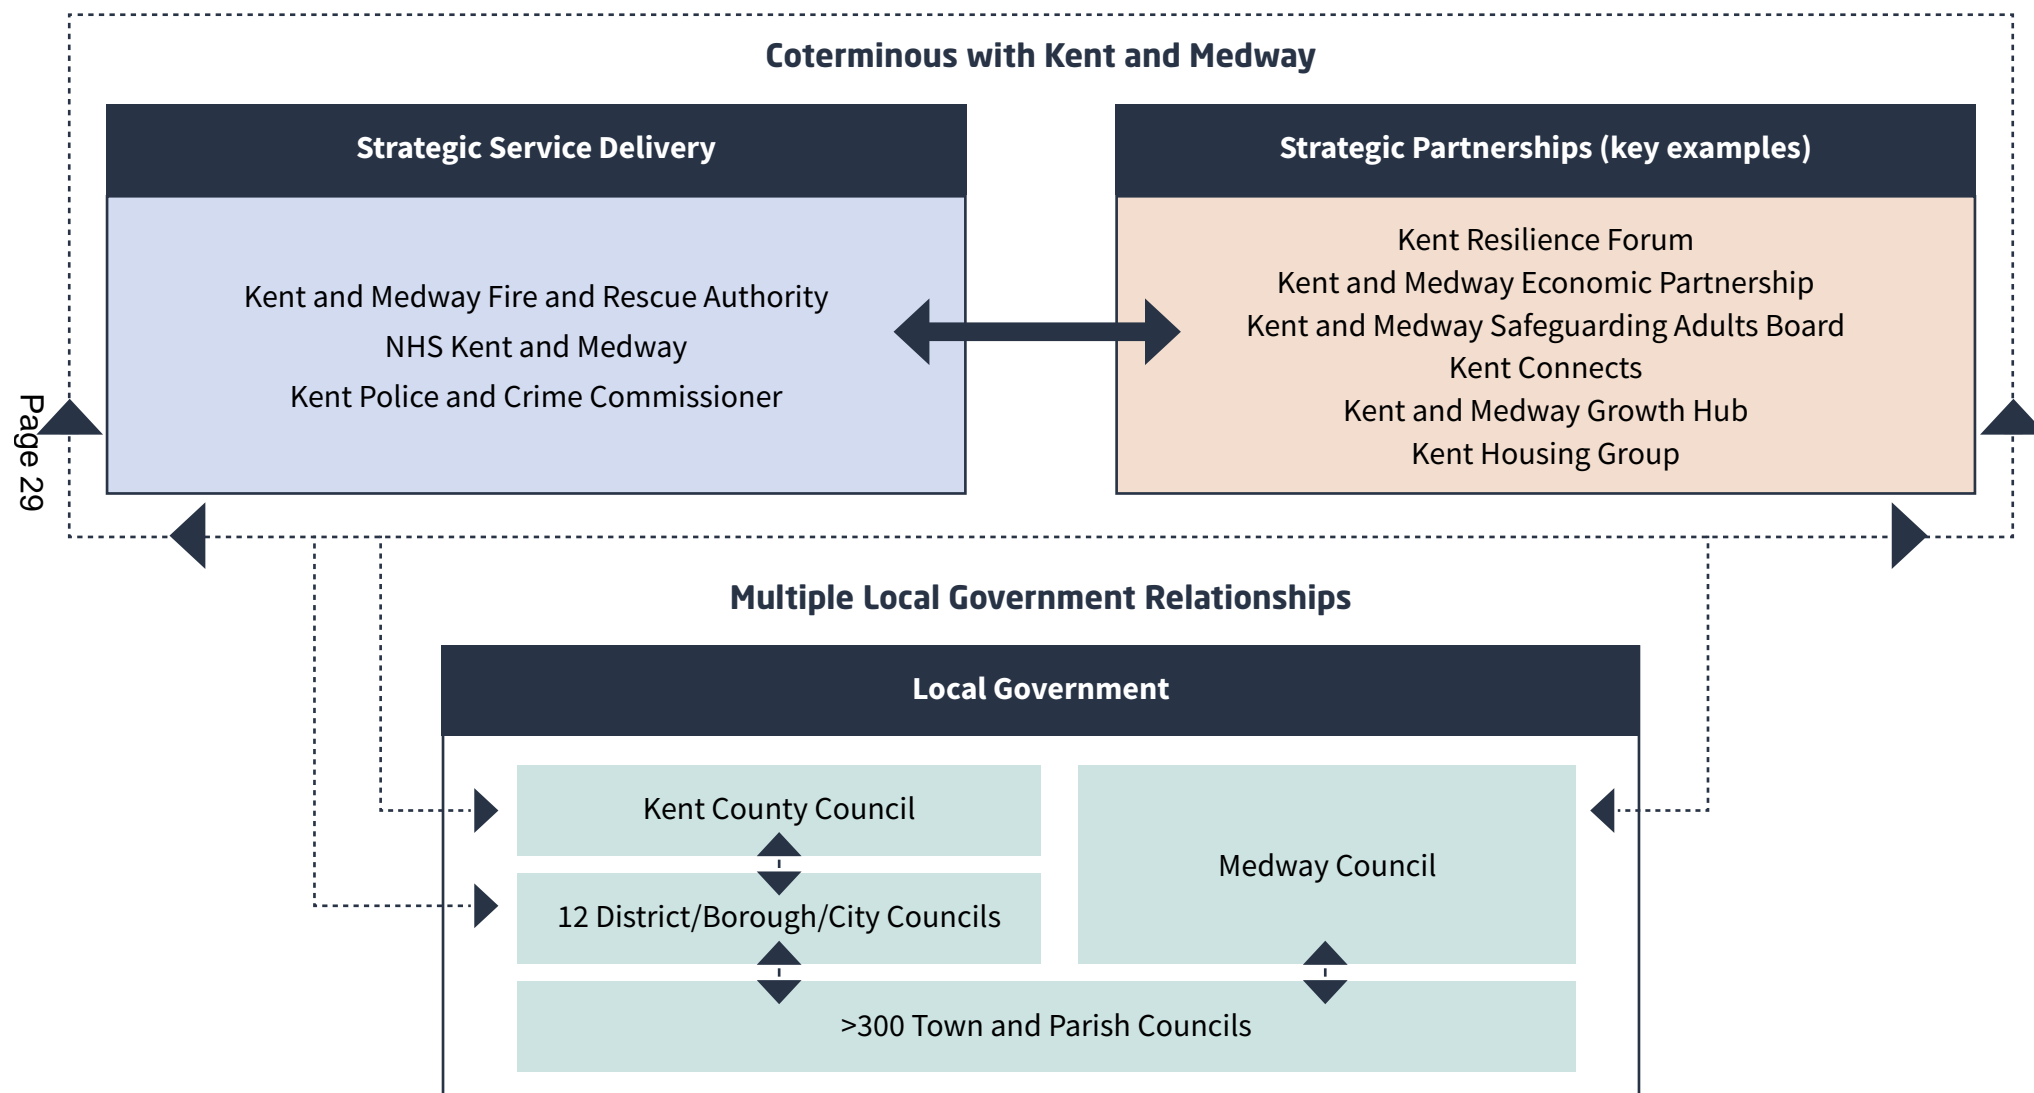 Coterminous with Kent and Medway
Strategic Service Delivery
Kent and Medway Fire and Rescue Authority
NHS Kent and Medway
Kent Police and Crime Commissioner
Strategic Partnerships (key examples)
Kent Resilience Forum
Kent and Medway Economic Partnership
Kent and Medway Safeguarding Adults Board
Kent Connects
Kent and Medway Growth Hub
Kent Housing Group
Page 29
Multiple Local Government Relationships
Local Government
Kent County Council
12 District/Borough/City Councils
Medway Council
>300 Town and Parish Councils